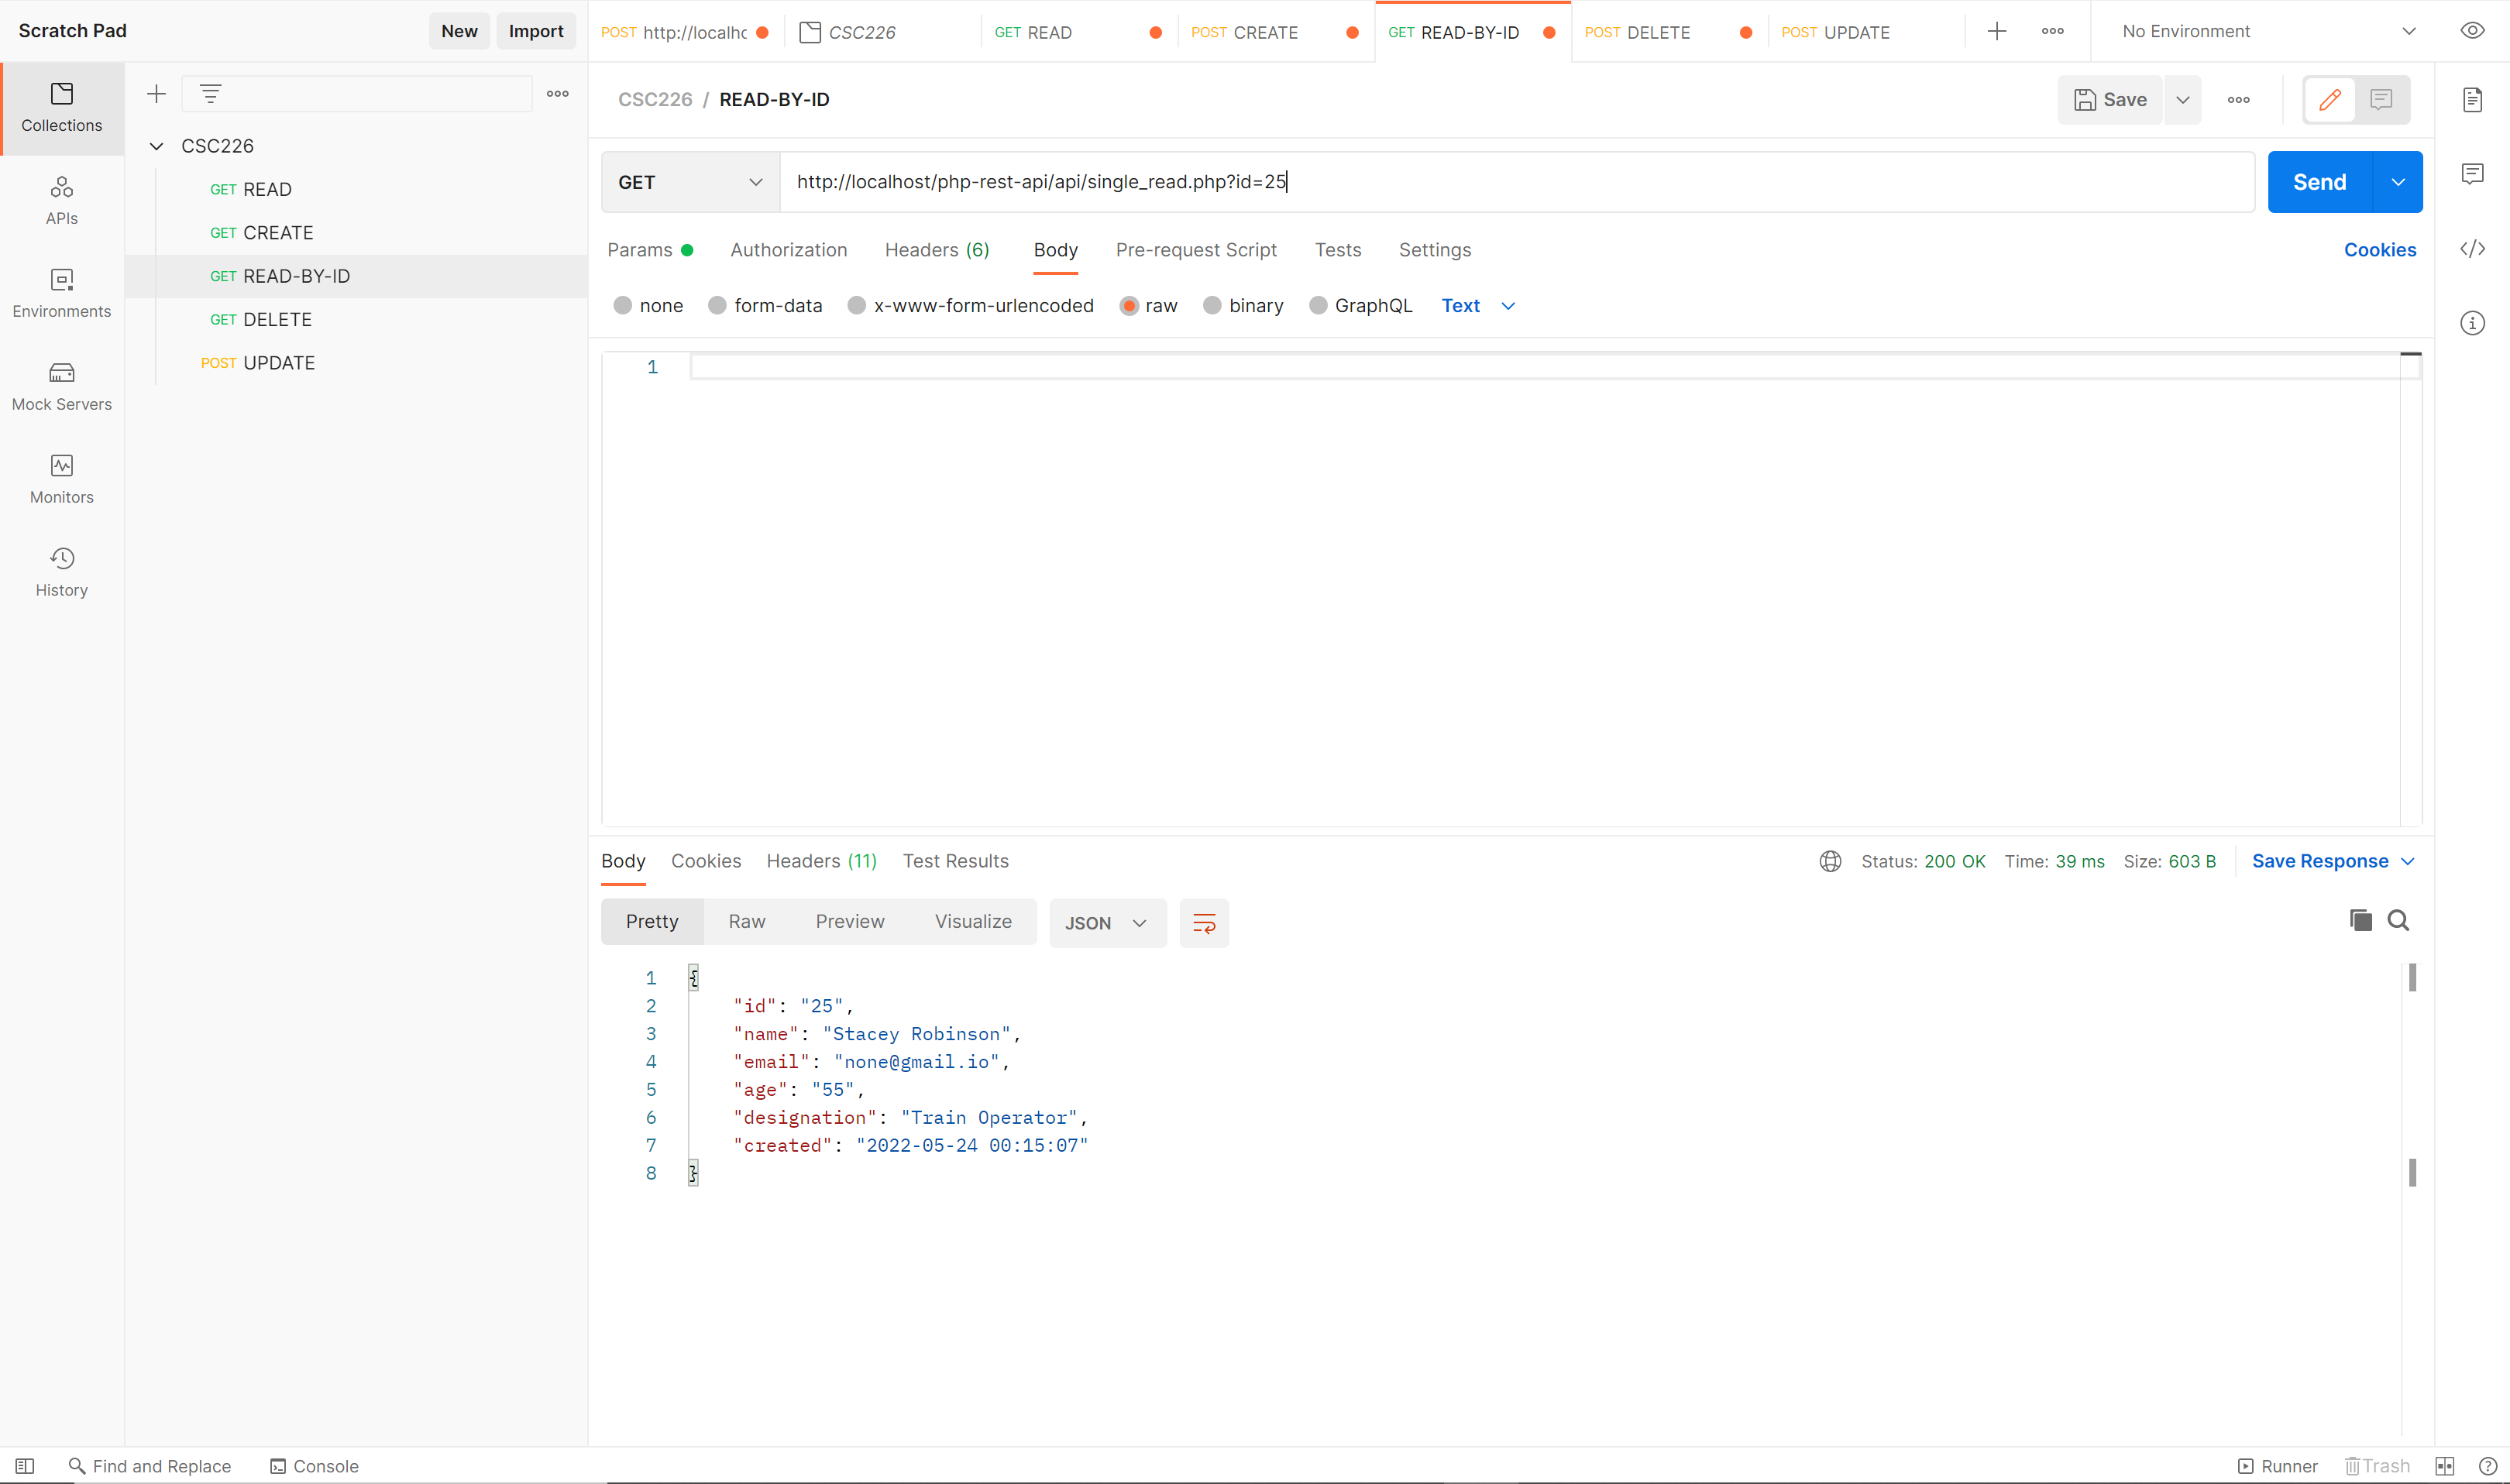 Scratch Pad
New
Import
POST http://localhc
CSC226
GET READ
POST CREATE
GET READ-BY-ID
POST DELETE
POST UPDATE
No Environment
Collections
APIs
Environments
Mock Servers
Monitors
History
CSC226
GET READ
GET CREATE
GET READ-BY-ID
GET DELETE
POST UPDATE
CSC226 / READ-BY-ID
Save
GET
http://localhost/php-rest-api/api/single_read.php?id=25
Send
Params
Authorization
Headers (6)
Body
Pre-request Script
Tests
Settings
Cookies
none
form-data
x-www-form-urlencoded
raw
binary
GraphQL
Text
1
Body
Cookies
Headers (11)
Test Results
Status: 200 OK
Time: 39 ms
Size: 603 B
Save Response
Pretty
Raw
Preview
Visualize
JSON
1 {
2 "id": "25",
3 "name": "Stacey Robinson",
4 "email": "none@gmail.io",
5 "age": "55",
6 "designation": "Train Operator",
7 "created": "2022-05-24 00:15:07"
8 }
Find and Replace
Console
Runner
Trash